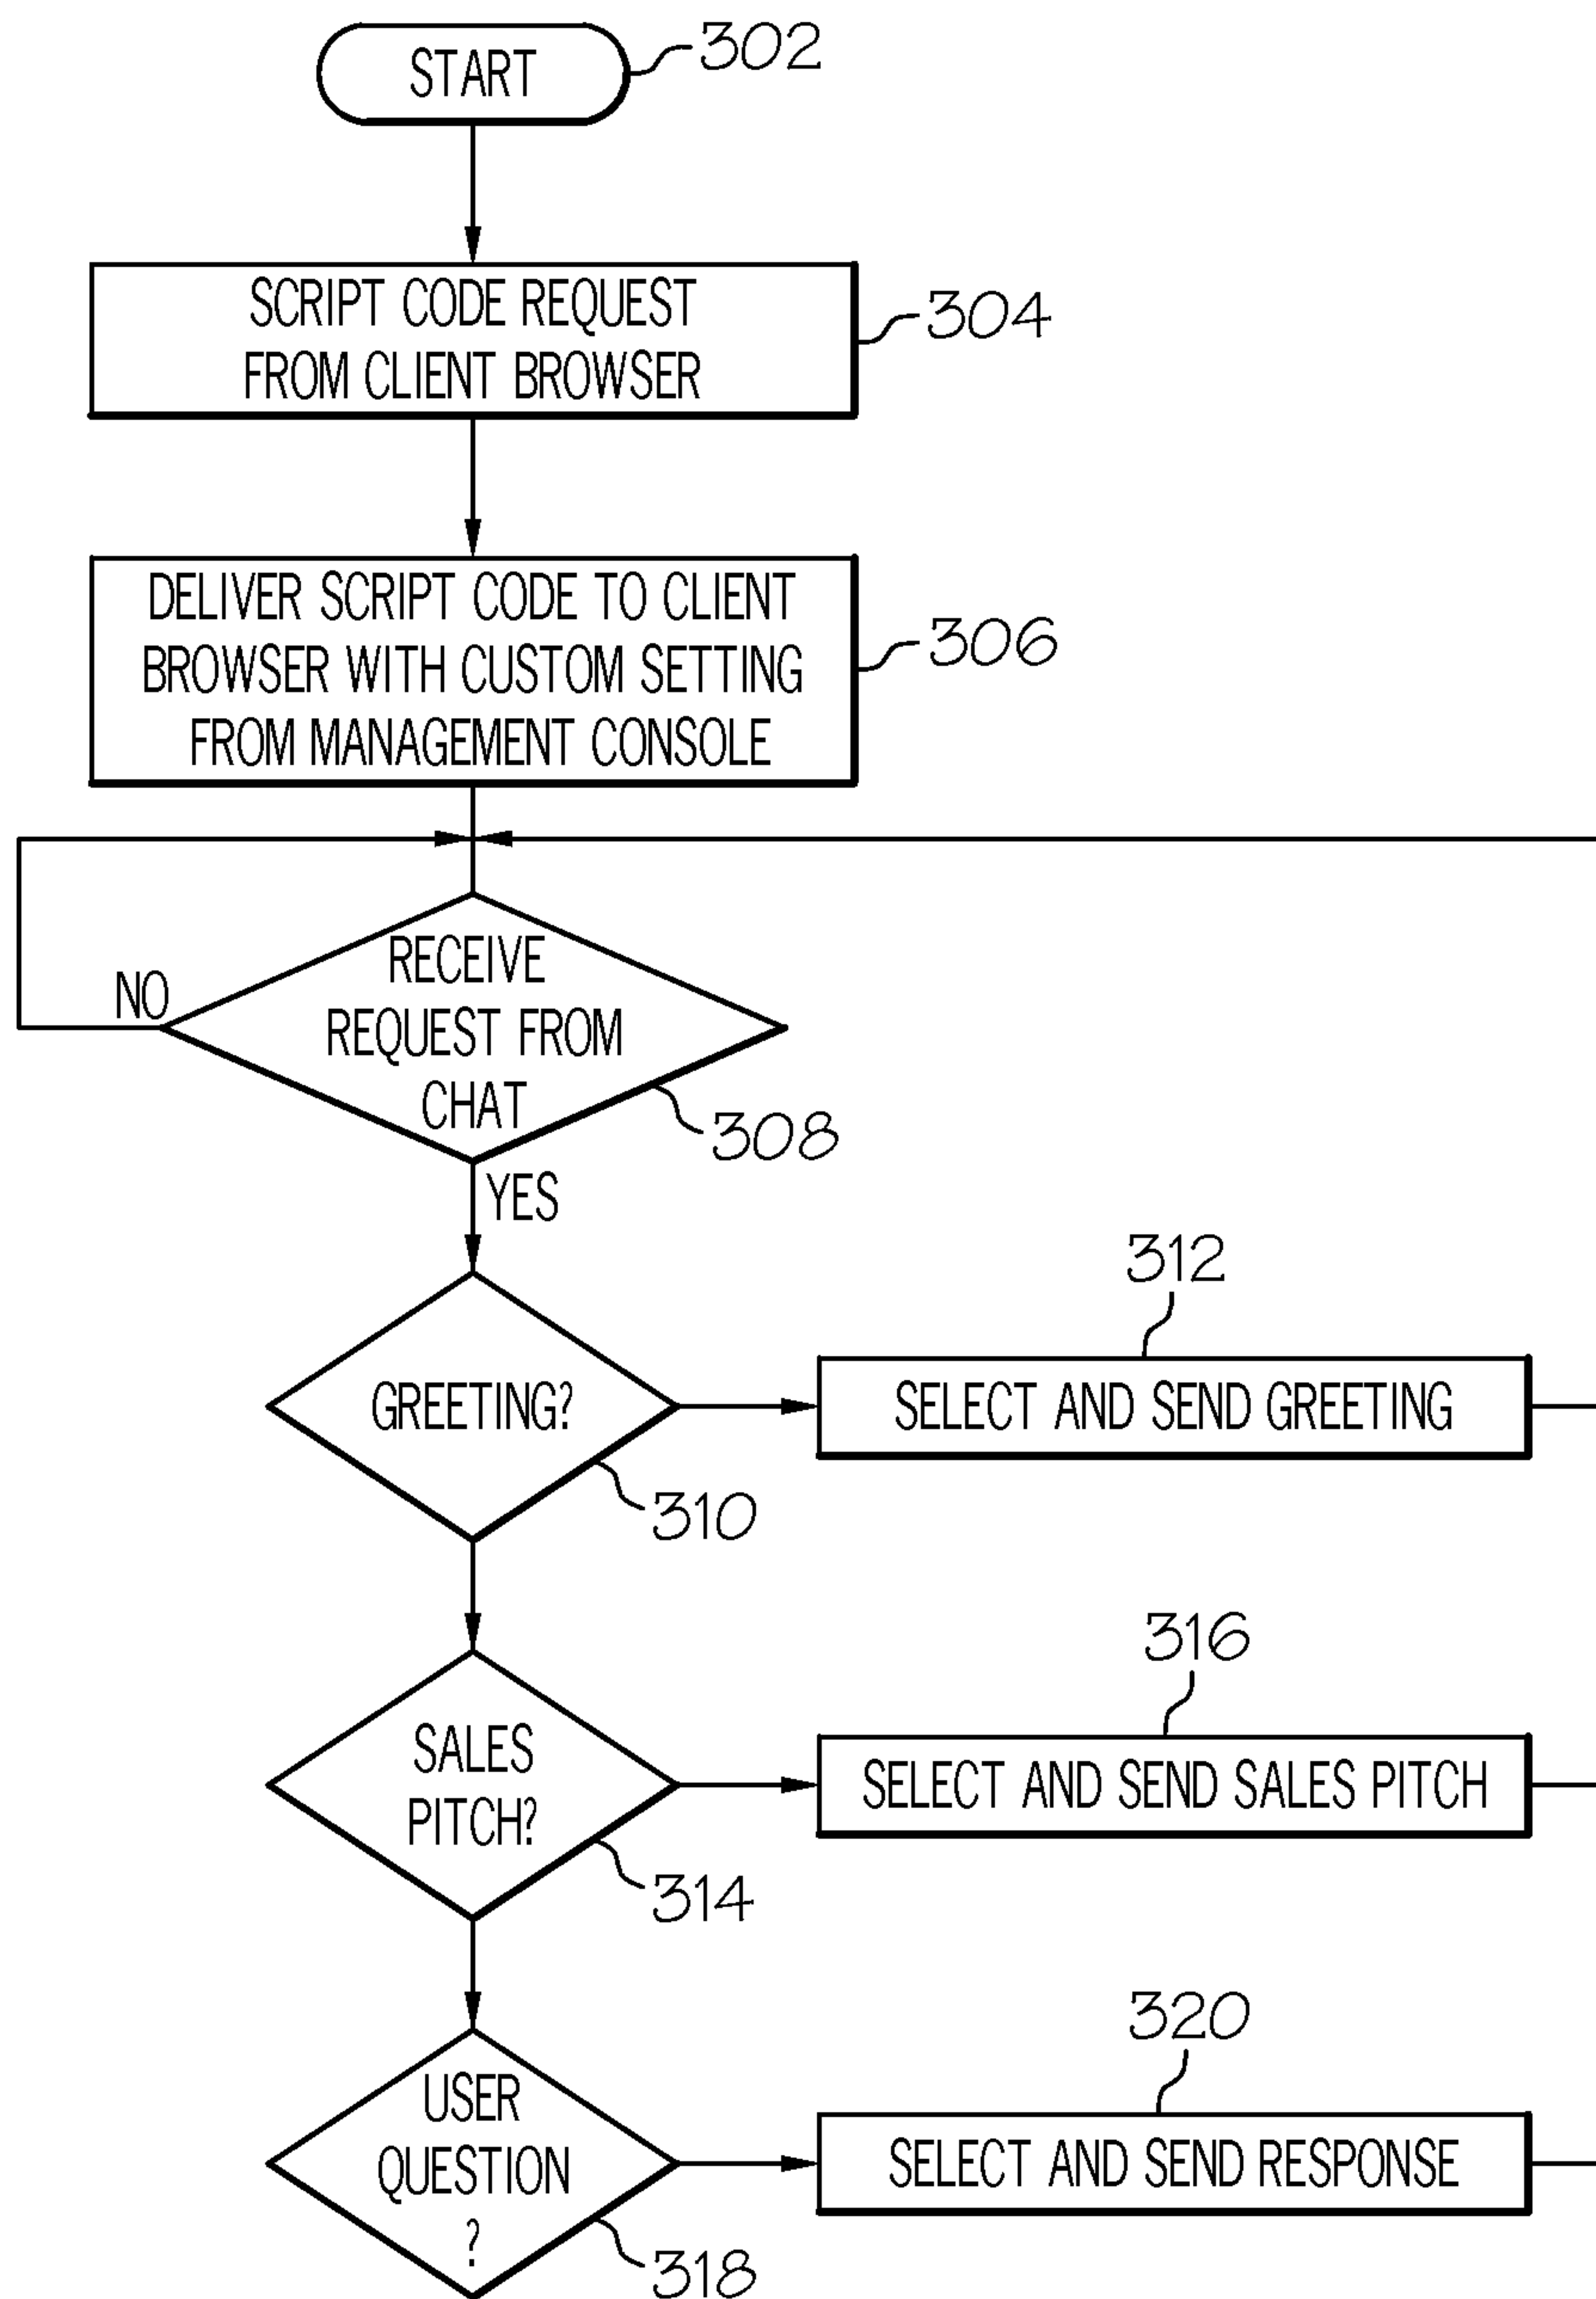 START
302
SCRIPT CODE REQUEST
FROM CLIENT BROWSER
304
DELIVER SCRIPT CODE TO CLIENT
BROWSER WITH CUSTOM SETTING
FROM MANAGEMENT CONSOLE
306
RECEIVE
REQUEST FROM
CHAT
NO
308
YES
GREETING?
310
312
SELECT AND SEND GREETING
SALES
PITCH?
314
316
SELECT AND SEND SALES PITCH
USER
QUESTION
?
318
320
SELECT AND SEND RESPONSE